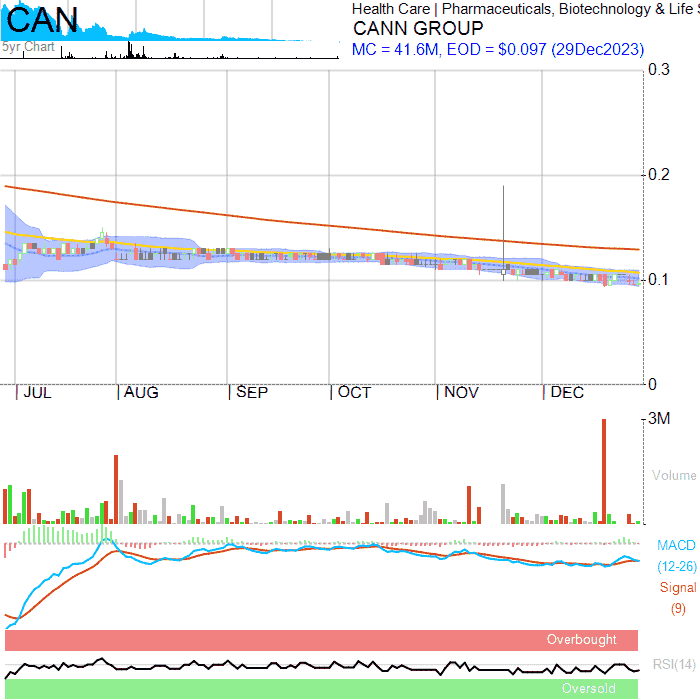 CAN
5yr Chart
Health Care | Pharmaceuticals, Biotechnology & Life S
CANN GROUP
MC = 41.6M, EOD = $0.097 (29Dec2023)
0.3
0.2
0.1
0
JUL AUG SEP OCT NOV DEC
3M
Volume
MACD
(12-26)
Signal
(9)
Overbought
RSI(14)
Oversold